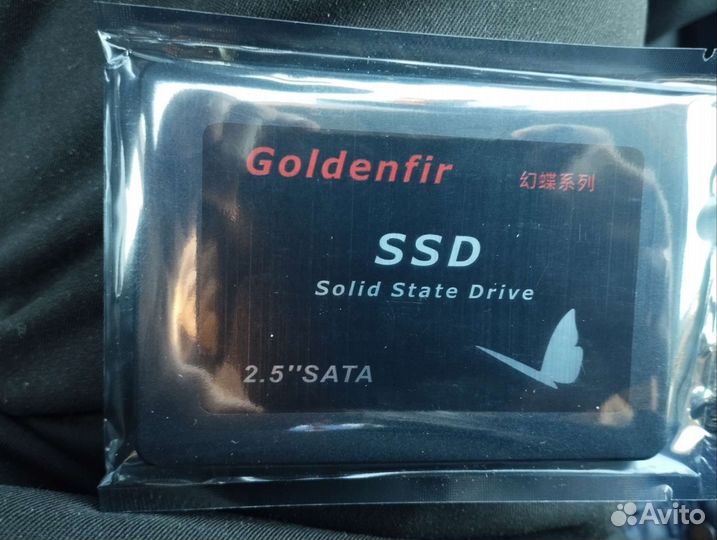 Goldenfir 幻蝶系列
SSD
Solid State Drive
2.5"SATA
Avito